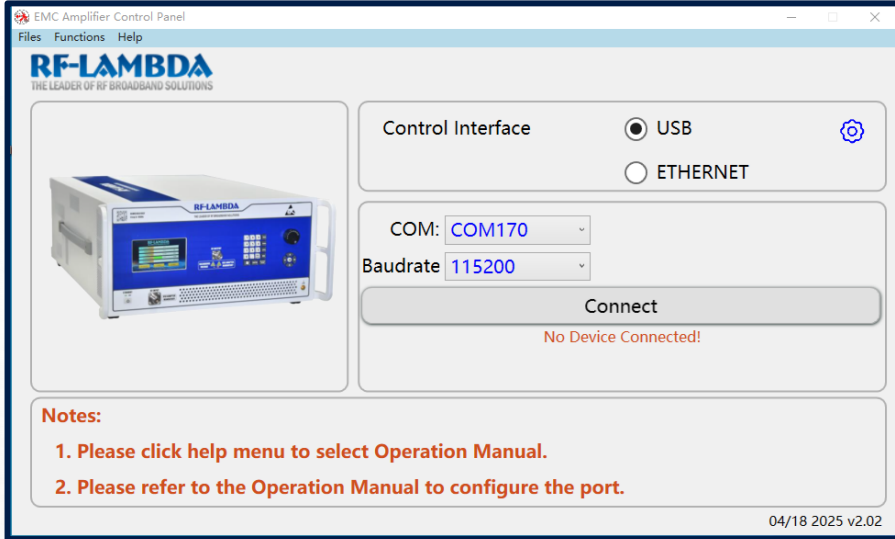 EMC Amplifier Control Panel
Files Functions Help
RF-LAMBDA
THE LEADER OF RF BROADBAND SOLUTIONS
RF-LAMBDA
Control Interface
USB
ETHERNET
COM: COM170
Baudrate 115200
Connect
No Device Connected!
Notes:
1. Please click help menu to select Operation Manual.
2. Please refer to the Operation Manual to configure the port.
04/18 2025 v2.02